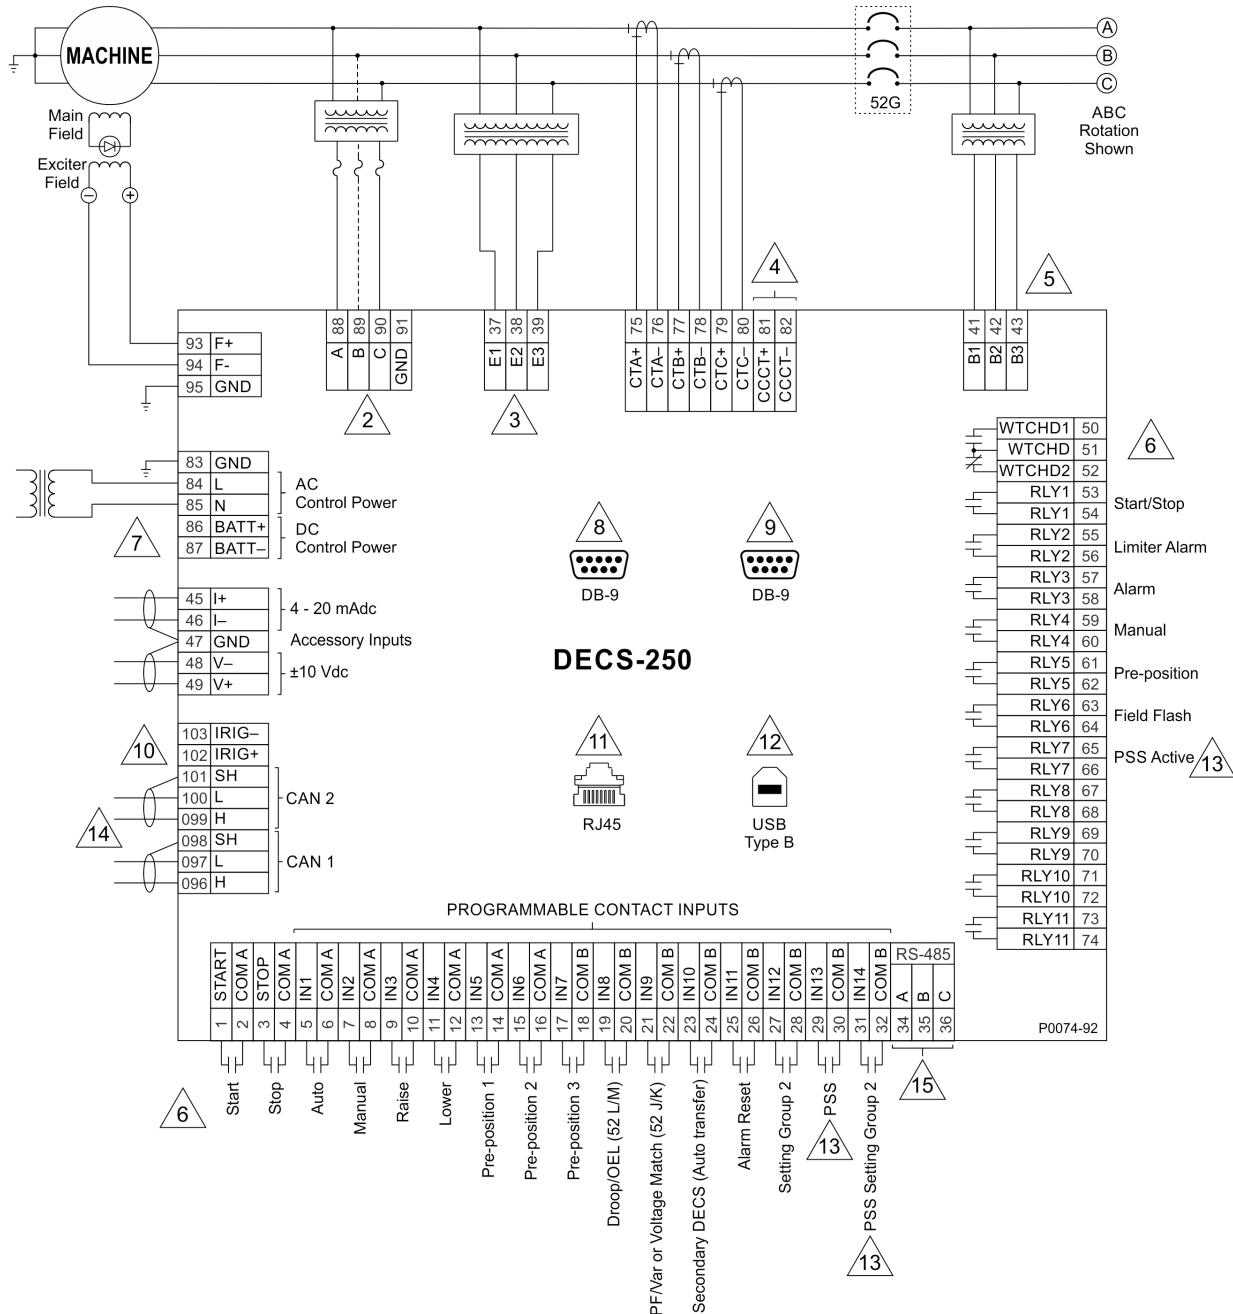 MACHINE
Main
Field
Exciter
Field
− +
52G
A
B
C
ABC
Rotation
Shown
4
5
88 A
89 B
90 C
91 GND
2
37 E1
38 E2
39 E3
3
75 CTA+
76 CTA–
77 CTB+
78 CTB–
79 CTC+
80 CTC–
81 CCCT+
82 CCCT–
41 B1
42 B2
43 B3
93 F+
94 F-
95 GND
83 GND
84 L
85 N
AC
Control Power
86 BATT+
87 BATT–
DC
Control Power
7
45 I+
46 I–
4 - 20 mAdc
47 GND
Accessory Inputs
48 V–
49 V+
±10 Vdc
10
103 IRIG–
102 IRIG+
101 SH
100 L
099 H
CAN 2
14
098 SH
097 L
096 H
CAN 1
8
DB-9
9
DB-9
DECS-250
11
RJ45
12
USB
Type B
WTCHD1 50
WTCHD 51
WTCHD2 52
6
RLY1 53
RLY1 54
Start/Stop
RLY2 55
RLY2 56
Limiter Alarm
RLY3 57
RLY3 58
Alarm
RLY4 59
RLY4 60
Manual
RLY5 61
RLY5 62
Pre-position
RLY6 63
RLY6 64
Field Flash
RLY7 65
RLY7 66
PSS Active 13
RLY8 67
RLY8 68
RLY9 69
RLY9 70
RLY10 71
RLY10 72
RLY11 73
RLY11 74
PROGRAMMABLE CONTACT INPUTS
START 1
COM A 2
STOP 3
COM A 4
IN1 5
COM A 6
IN2 7
COM A 8
IN3 9
COM A 10
IN4 11
COM A 12
IN5 13
COM A 14
IN6 15
COM A 16
IN7 17
COM B 18
IN8 19
COM B 20
IN9 21
COM B 22
IN10 23
COM B 24
IN11 25
COM B 26
IN12 27
COM B 28
IN13 29
COM B 30
IN14 31
COM B 32
RS-485
A 34
B 35
C 36
P0074-92
6
Start
Stop
Auto
Manual
Raise
Lower
Pre-position 1
Pre-position 2
Pre-position 3
Droop/OEL (52 L/M)
PF/Var or Voltage Match (52 J/K)
Secondary DECS (Auto transfer)
Alarm Reset
Setting Group 2
PSS
13
PSS Setting Group 2
13
15